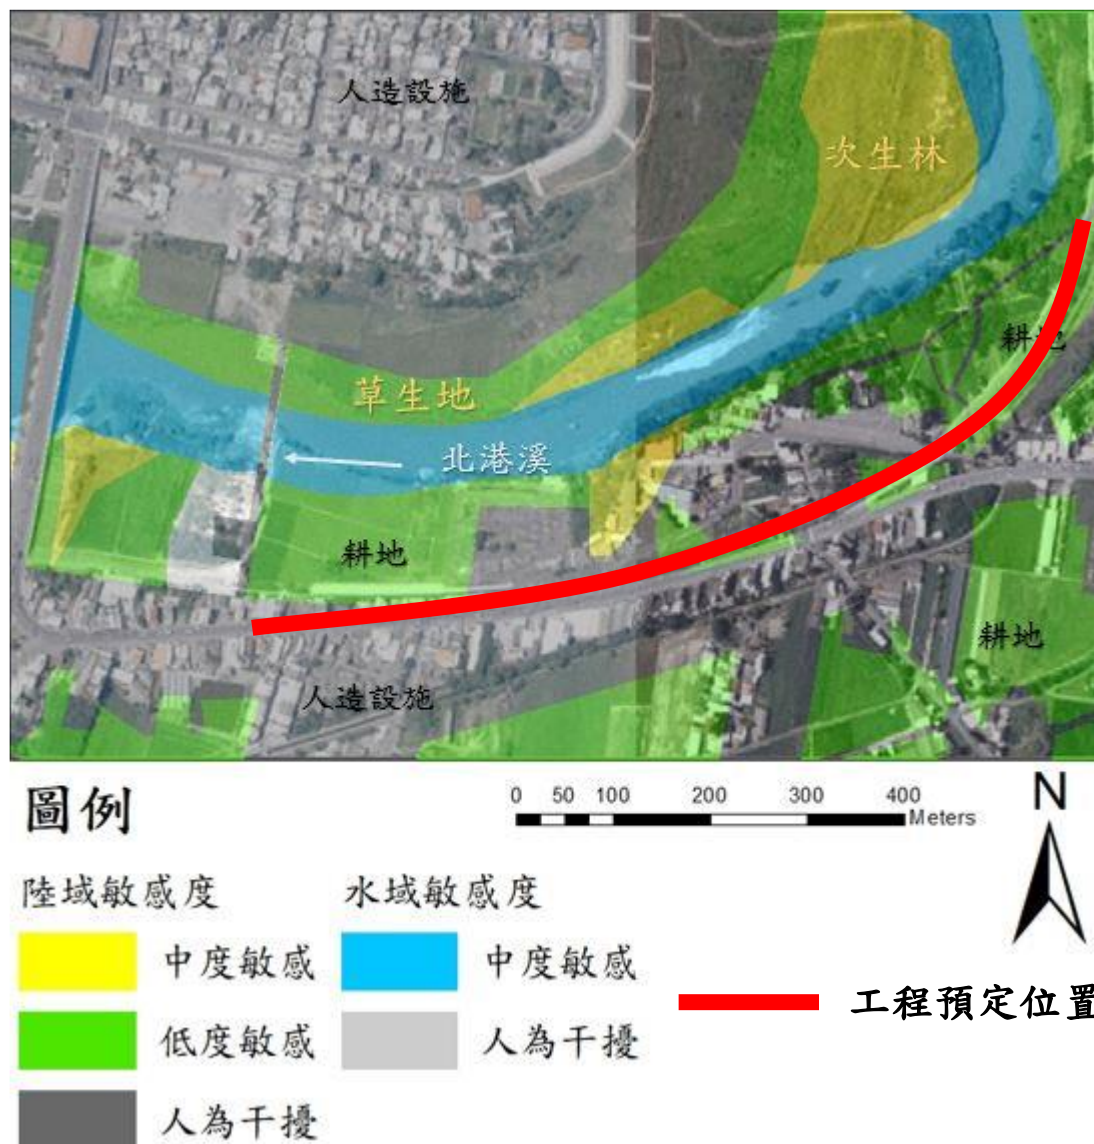 人造設施
次生林
耕地
草生地
北港溪
耕地
耕地
人造設施
圖例
0 50 100 200 300 400
Meters
N
陸域敏感度
水域敏感度
中度敏感
中度敏感
工程預定位置
低度敏感
人為干擾
人為干擾